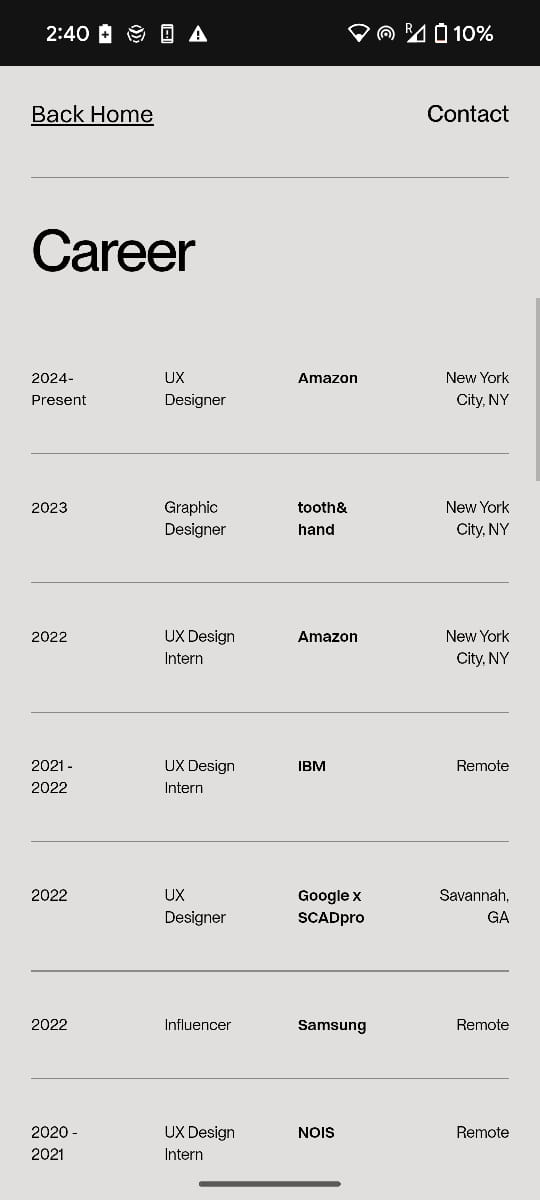 2:40
R
10%
Back Home
Contact
Career
2024-
Present
UX
Designer
Amazon
New York
City, NY
2023
Graphic
Designer
tooth&
hand
New York
City, NY
2022
UX Design
Intern
Amazon
New York
City, NY
2021 -
2022
UX Design
Intern
IBM
Remote
2022
UX
Designer
Google x
SCADpro
Savannah,
GA
2022
Influencer
Samsung
Remote
2020 -
2021
UX Design
Intern
NOIS
Remote